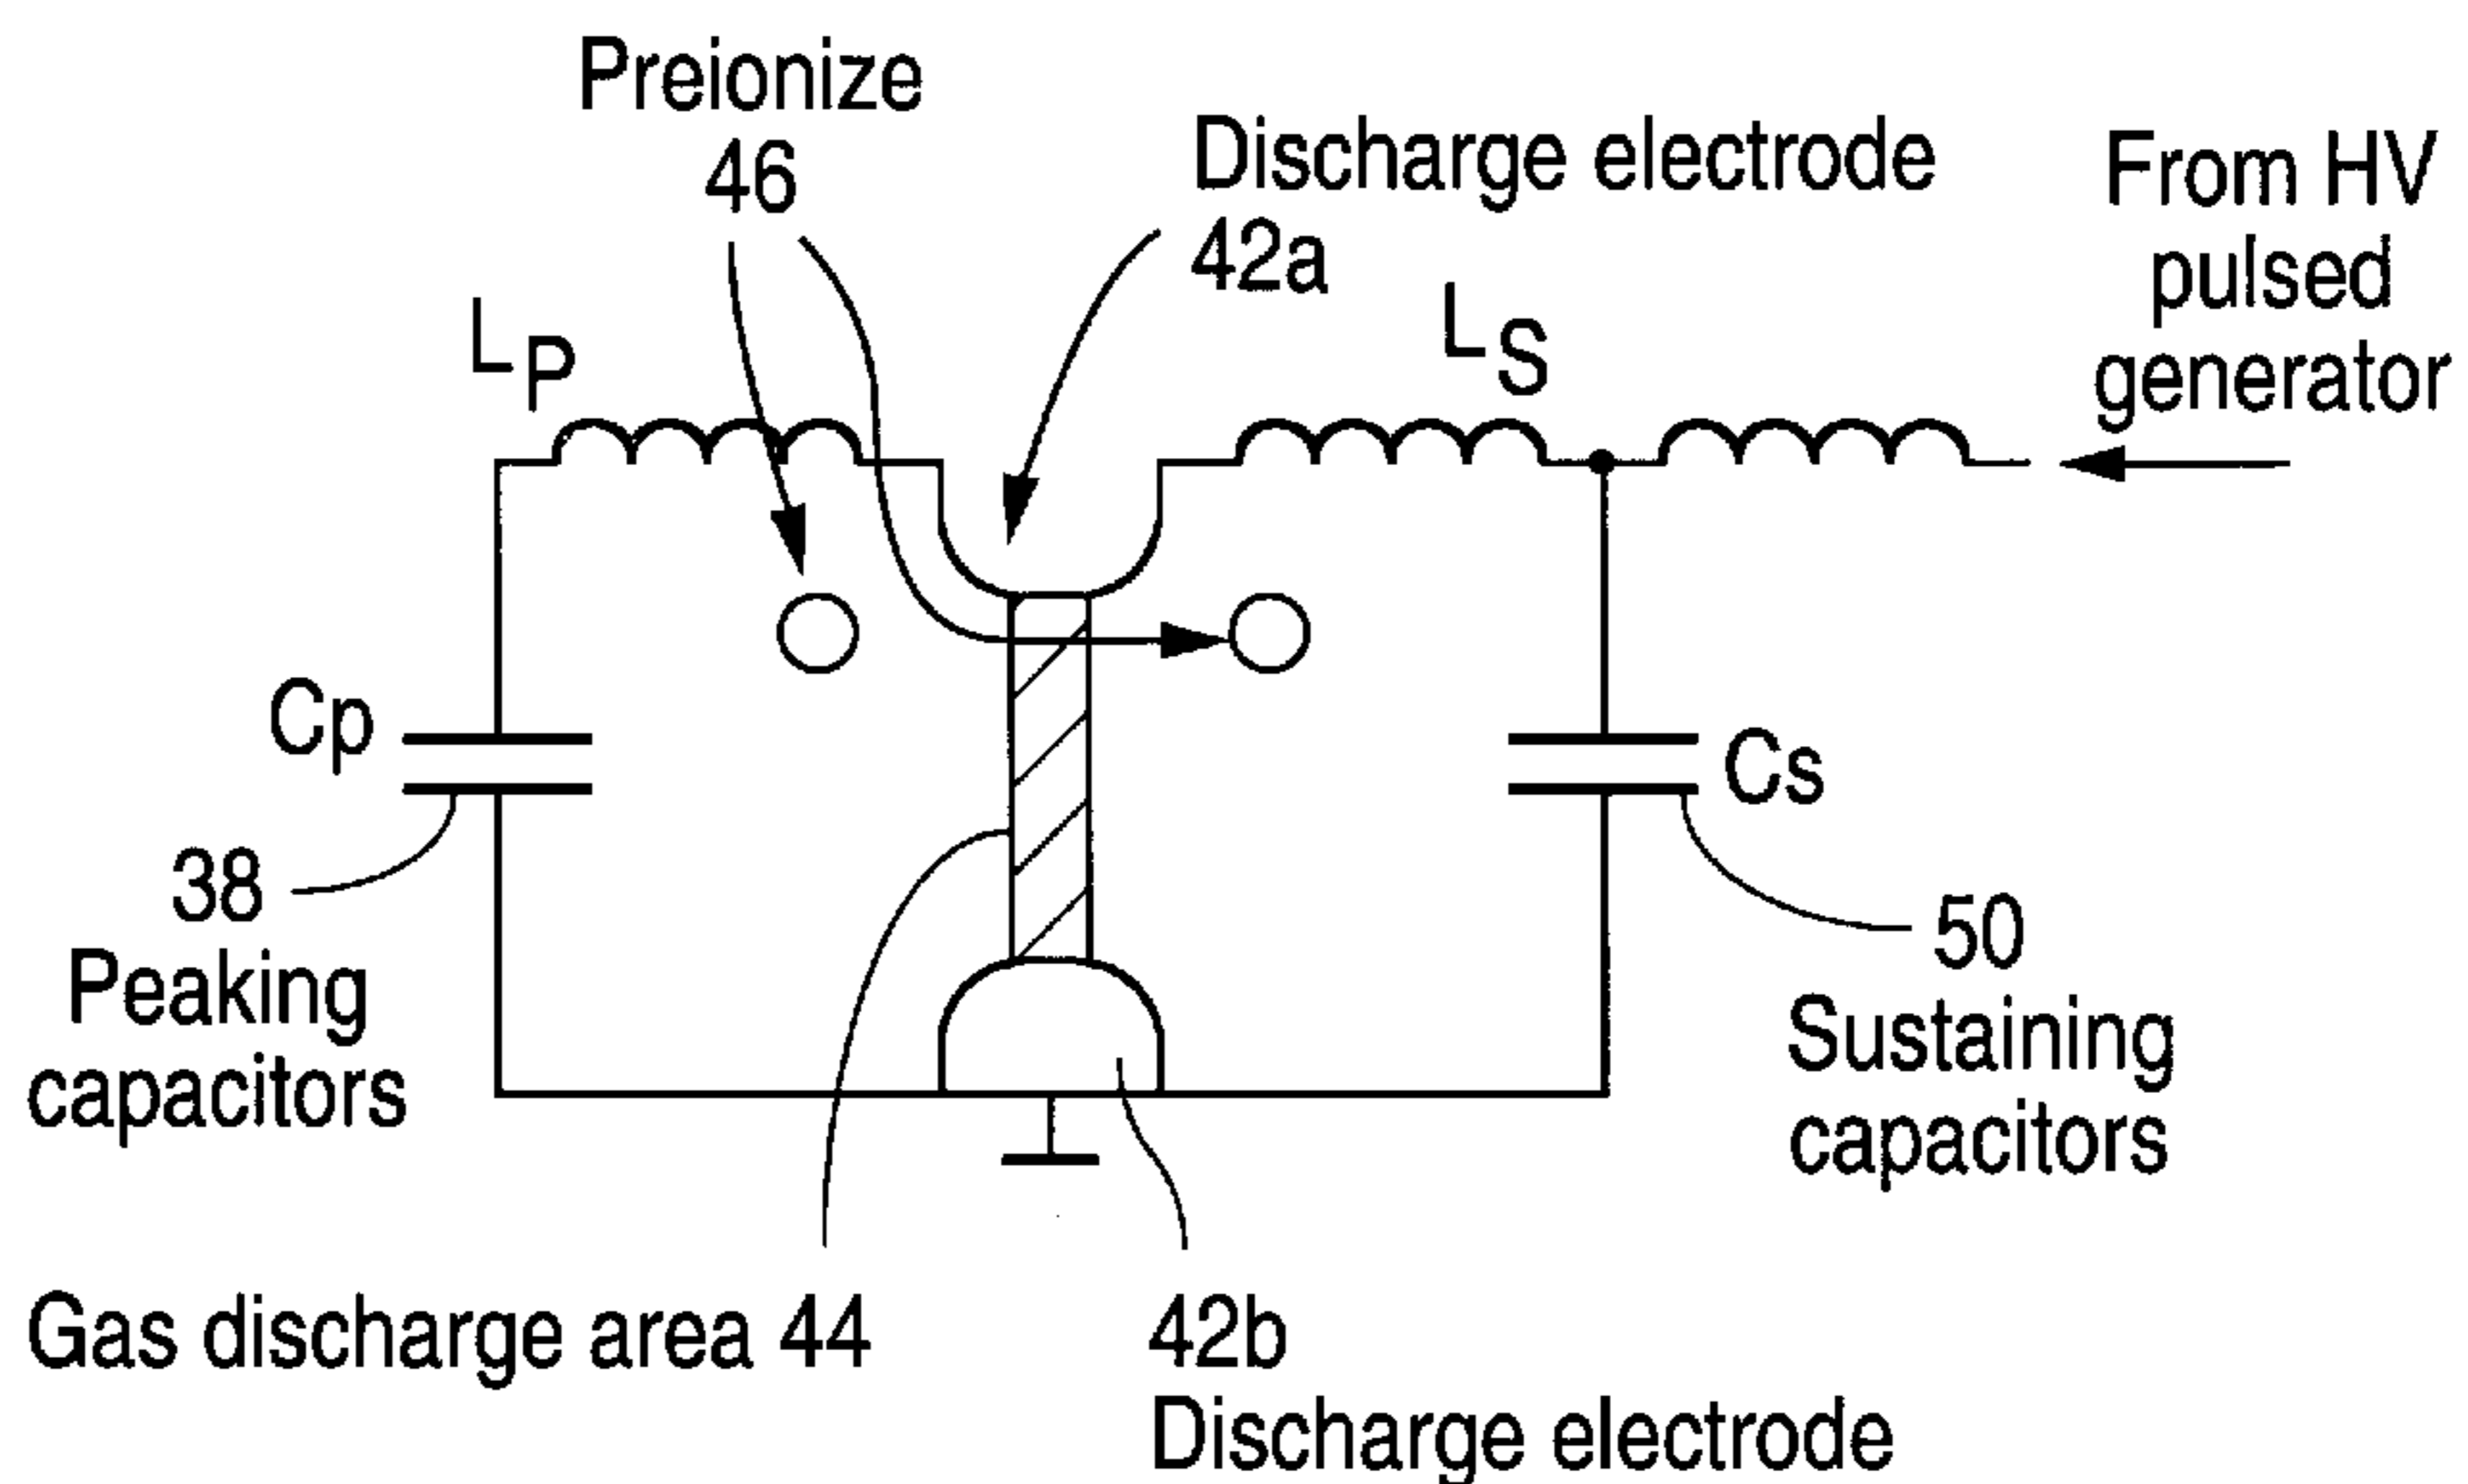 Preionize
46
Discharge electrode
42a
From HV
pulsed
generator
LP
LS
Cp
Cs
38
Peaking
capacitors
50
Sustaining
capacitors
Gas discharge area 44
42b
Discharge electrode